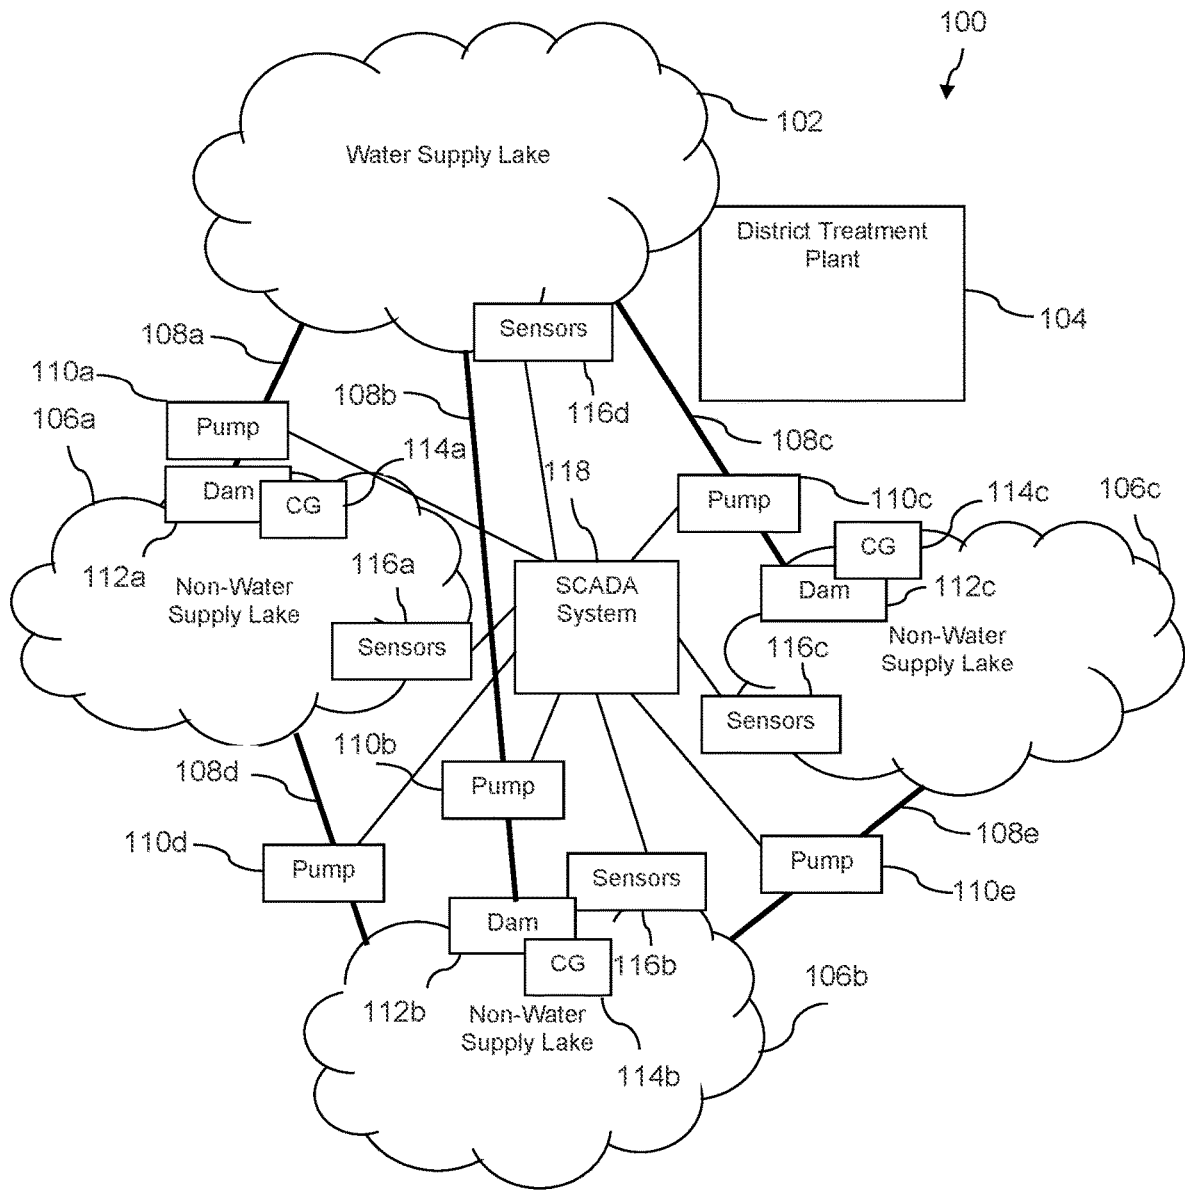 100
102
Water Supply Lake
District Treatment
Plant
104
108a
Sensors
110a
108b
116d
106a
Pump
108c
114a
118
Dam
CG
Pump
110c
114c
106c
CG
112a
116a
Non-Water
Supply Lake
SCADA
System
Dam
112c
Sensors
116c
Non-Water
Supply Lake
Sensors
108d
110b
Pump
110d
Pump
108e
Pump
110e
Sensors
Dam
CG
116b
106b
112b
Non-Water
Supply Lake
114b